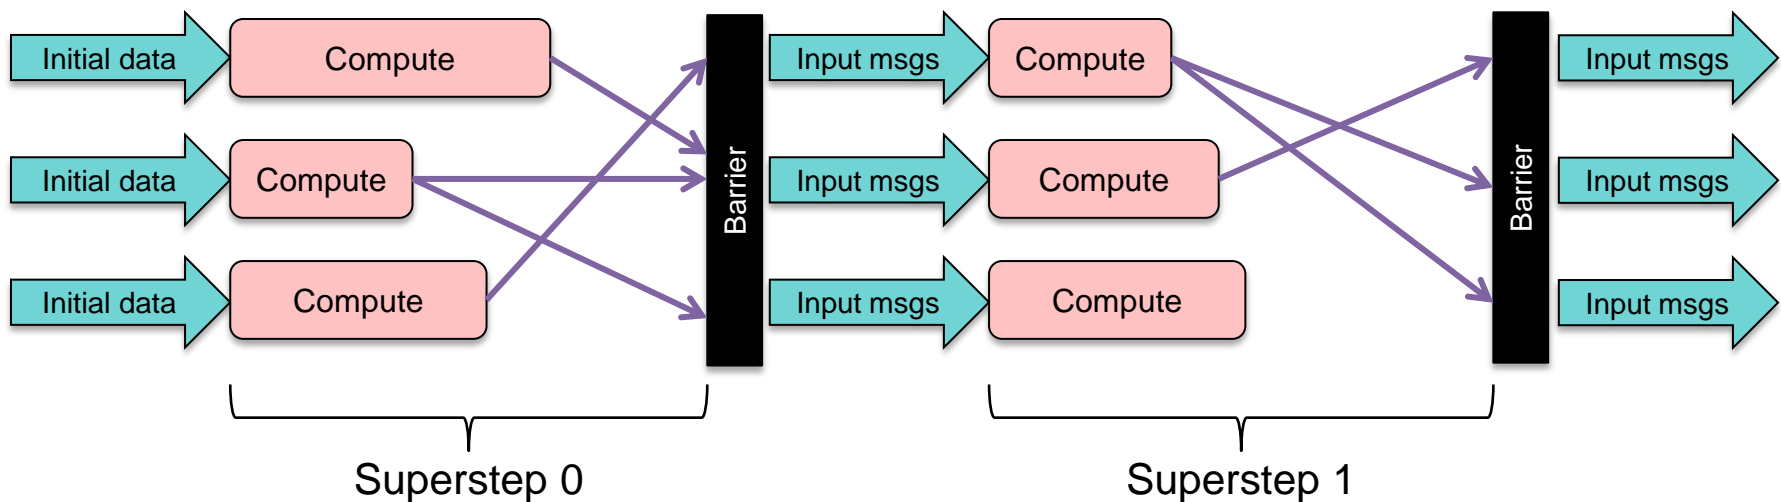 Initial data
Compute
Input msgs
Compute
Input msgs
Initial data
Compute
Barrier
Input msgs
Compute
Barrier
Input msgs
Initial data
Compute
Input msgs
Compute
Input msgs
Superstep 0
Superstep 1